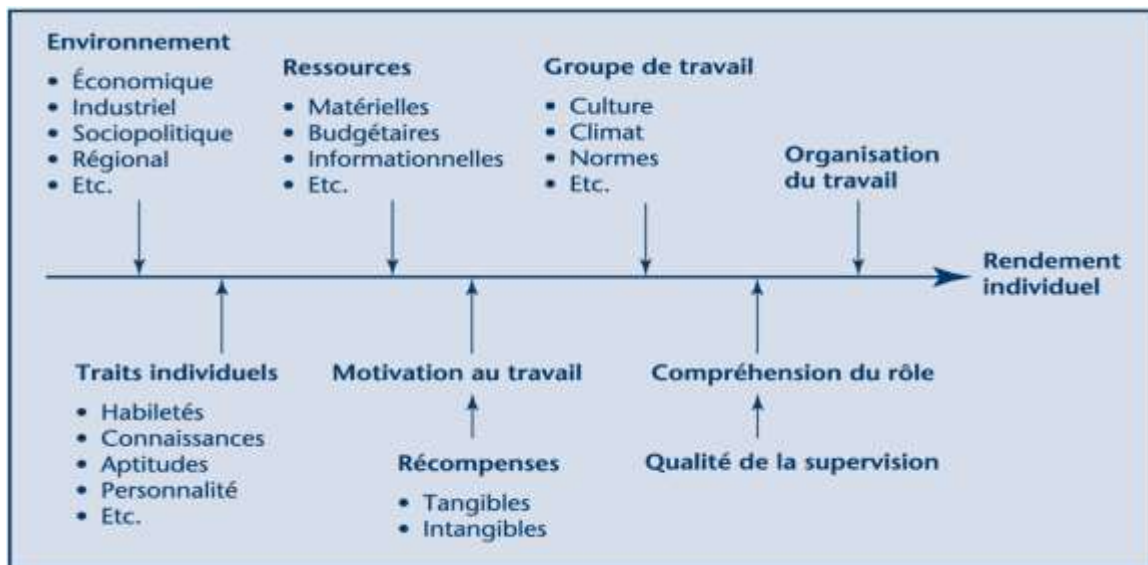 Environnement
• Économique
• Industriel
• Sociopolitique
• Régional
• Etc.
Ressources
• Matérielles
• Budgétaires
• Informationnelles
• Etc.
Groupe de travail
• Culture
• Climat
• Normes
• Etc.
Organisation
du travail
Rendement
individuel
Traits individuels
• Habiletés
• Connaissances
• Aptitudes
• Personnalité
• Etc.
Motivation au travail
Récompenses
• Tangibles
• Intangibles
Compréhension du rôle
Qualité de la supervision